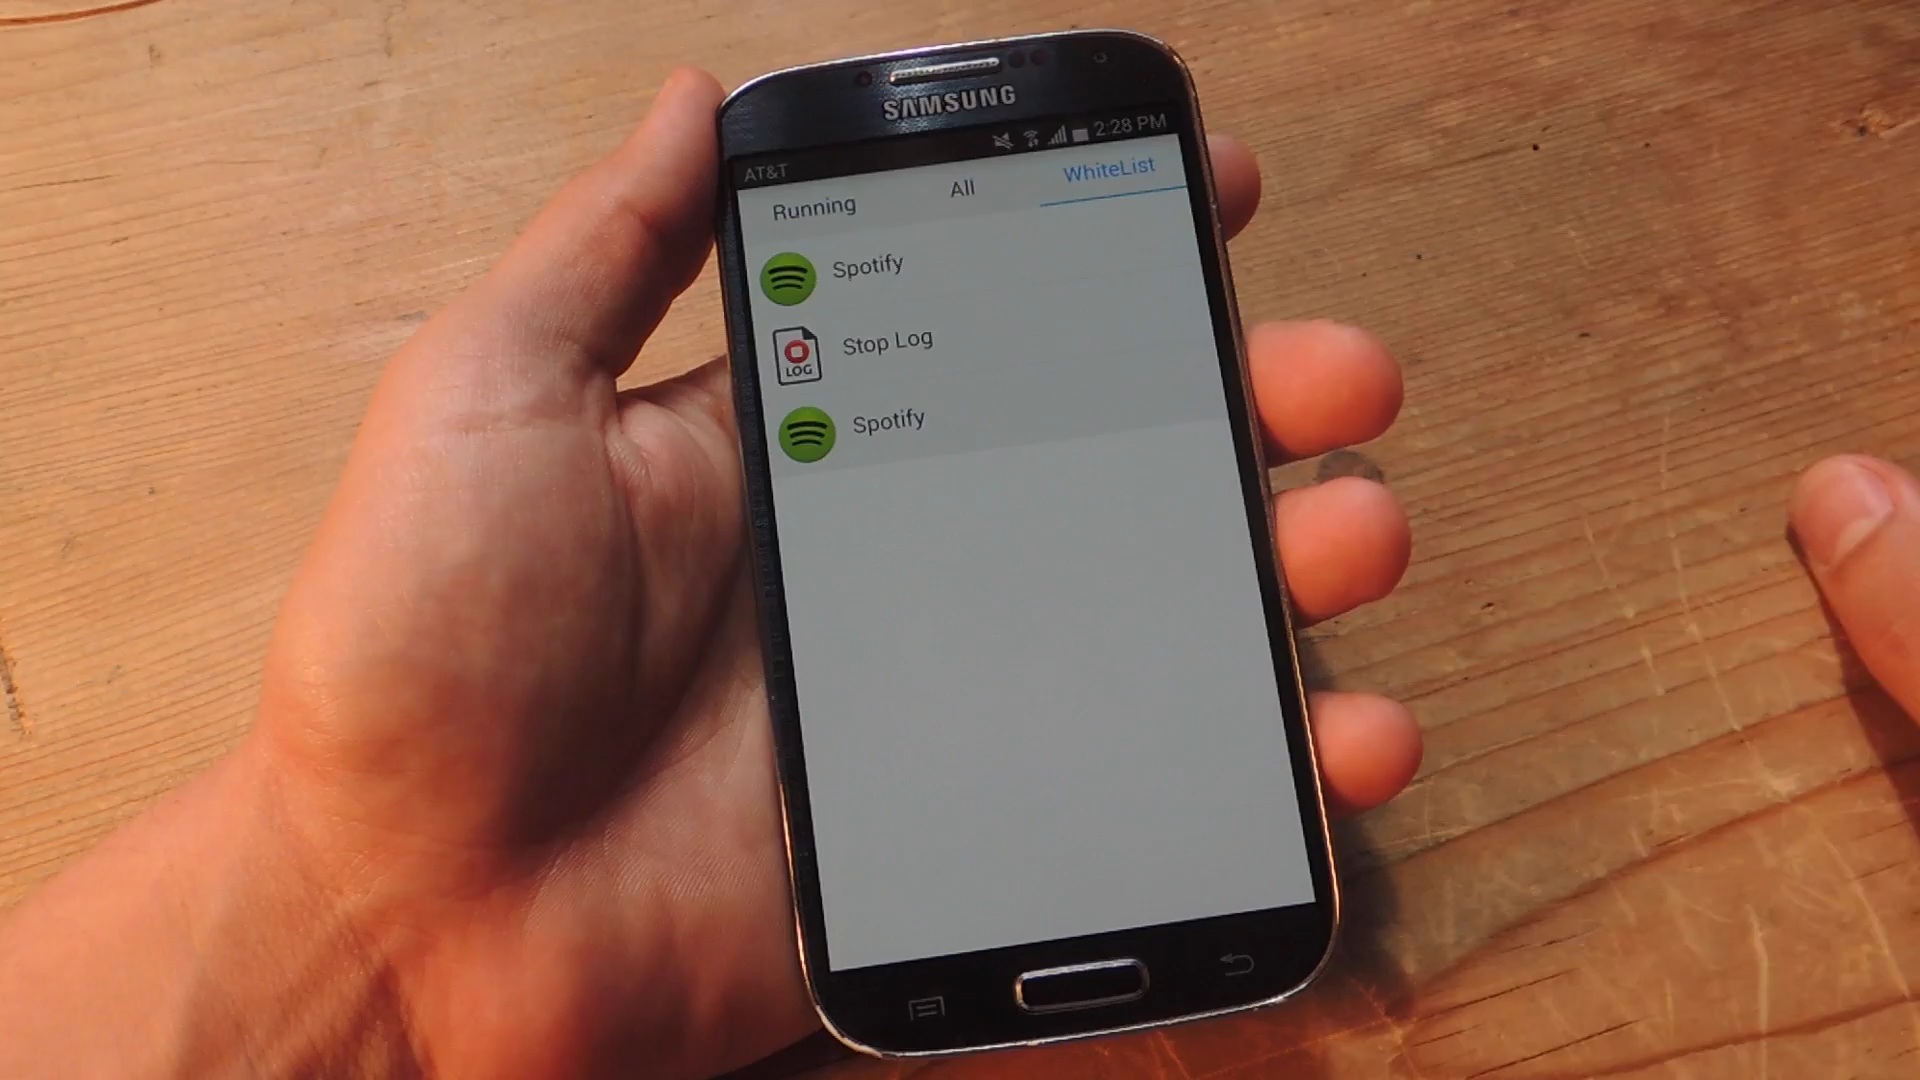 SAMSUNG
AT&T 2:28 PM
Running All WhiteList
Spotify
LOG Stop Log
Spotify